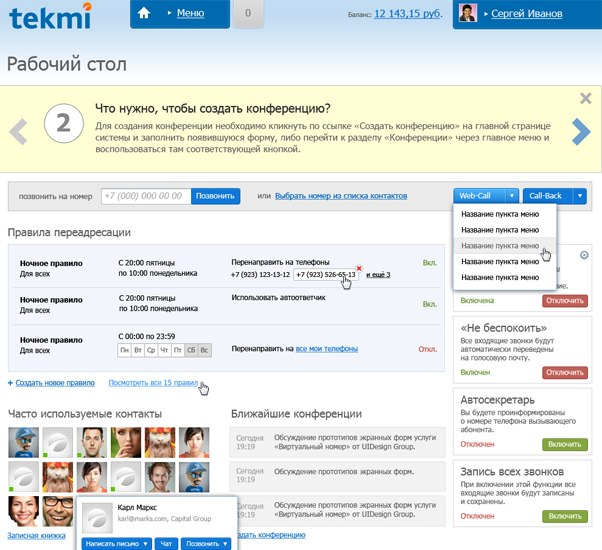 tekmi
Меню
0
Баланс: 12 143,15 руб.
Сергей Иванов
Рабочий стол
2
Что нужно, чтобы создать конференцию?
Для создания конференции необходимо кликнуть по ссылке «Создать конференцию» на главной странице
системы и заполнить появившуюся форму, либо перейти к разделу «Конференции» через главное меню и
воспользоваться там соответствующей кнопкой.
позвонить на номер
+7 (000) 000 00 00
Позвонить
или
Выбрать номер из списка контактов
Web-Call
Call-Back
Название пункта меню
Название пункта меню
Название пункта меню
Название пункта меню
Название пункта меню
Правила переадресации
Ночное правило
Для всех
С 20:00 пятницы
по 10:00 понедельника
Перенаправить на телефоны
+7 (923) 123-13-12
+7 (923) 526-65-13
и ещё 3
Вкл.
Ночное правило
Для всех
С 20:00 пятницы
по 10:00 понедельника
Использовать автоответчик
Вкл.
Ночное правило
Для всех
С 00:00 по 23:59
Пн Вт Ср Чт Пт Сб Вс
Перенаправить на все мои телефоны
Откл.
+ Создать новое правило
Посмотреть все 15 правил
Включена
Отключить
«Не беспокоить»
Все входящие звонки будут
автоматически переведены
на голосовую почту.
Включен
Отключить
Автосекретарь
Вы будете проинформированы
о номере телефона вызывающего
абонента.
Отключен
Включить
Запись всех звонков
При включении этой функции все
входящие звонки будут записаны
и сохранены.
Отключен
Включить
Часто используемые контакты
Записная книжка
Карл Маркс
karl@marks.com, Capital Group
Написать письмо
Чат
Позвонить
Ближайшие конференции
Сегодня
19:19
Обсуждение прототипов экранных форм услуги
«Виртуальный номер» от UIDesign Group.
Сегодня
19:19
Обсуждение прототипов экранных форм услуги
«Виртуальный номер» от UIDesign Group.
Сегодня
19:19
Обсуждение прототипов экранных форм услуги
«Виртуальный номер» от UIDesign Group.
конференцию